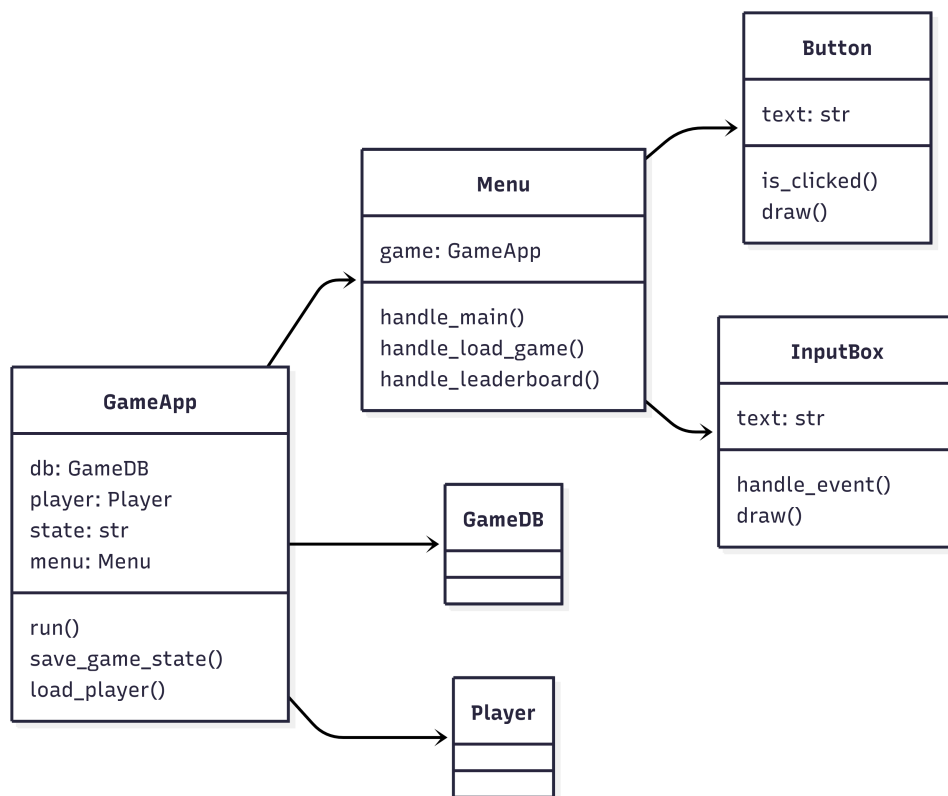 Button
text: str
is_clicked()
draw()
Menu
game: GameApp
handle_main()
handle_load_game()
handle_leaderboard()
InputBox
text: str
handle_event()
draw()
GameApp
db: GameDB
player: Player
state: str
menu: Menu
run()
save_game_state()
load_player()
GameDB
Player